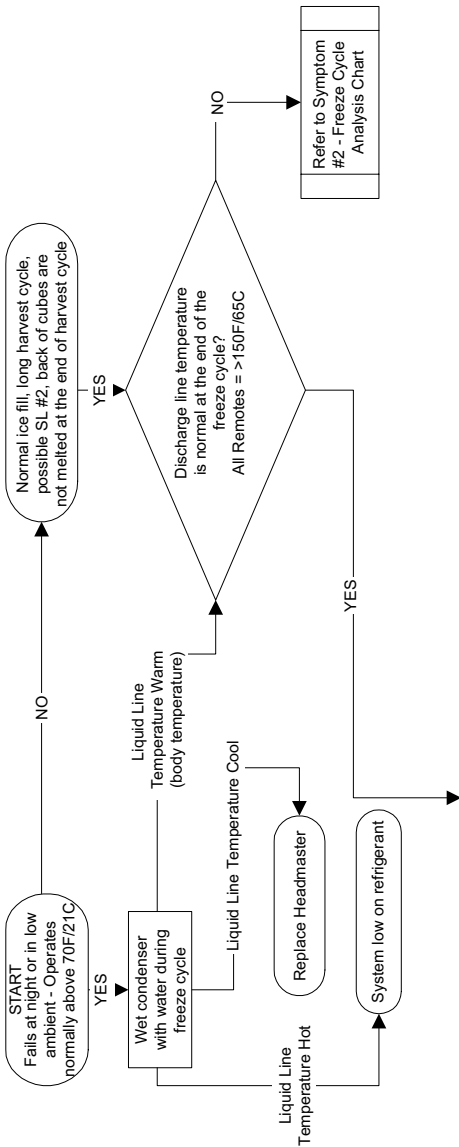 START
Fails at night or in low
ambient - Operates
normally above 70F/21C
NO
Normal ice fill, long harvest cycle,
possible SL #2, back of cubes are
not melted at the end of harvest cycle
YES
YES
Wet condenser
with water during
freeze cycle
Liquid Line
Temperature Warm
(body temperature)
Discharge line temperature
is normal at the end of the
freeze cycle?
All Remotes = >150F/65C
NO
Refer to Symptom
#2 - Freeze Cycle
Analysis Chart
Liquid Line Temperature Cool
Replace Headmaster
Liquid Line
Temperature Hot
System low on refrigerant
YES